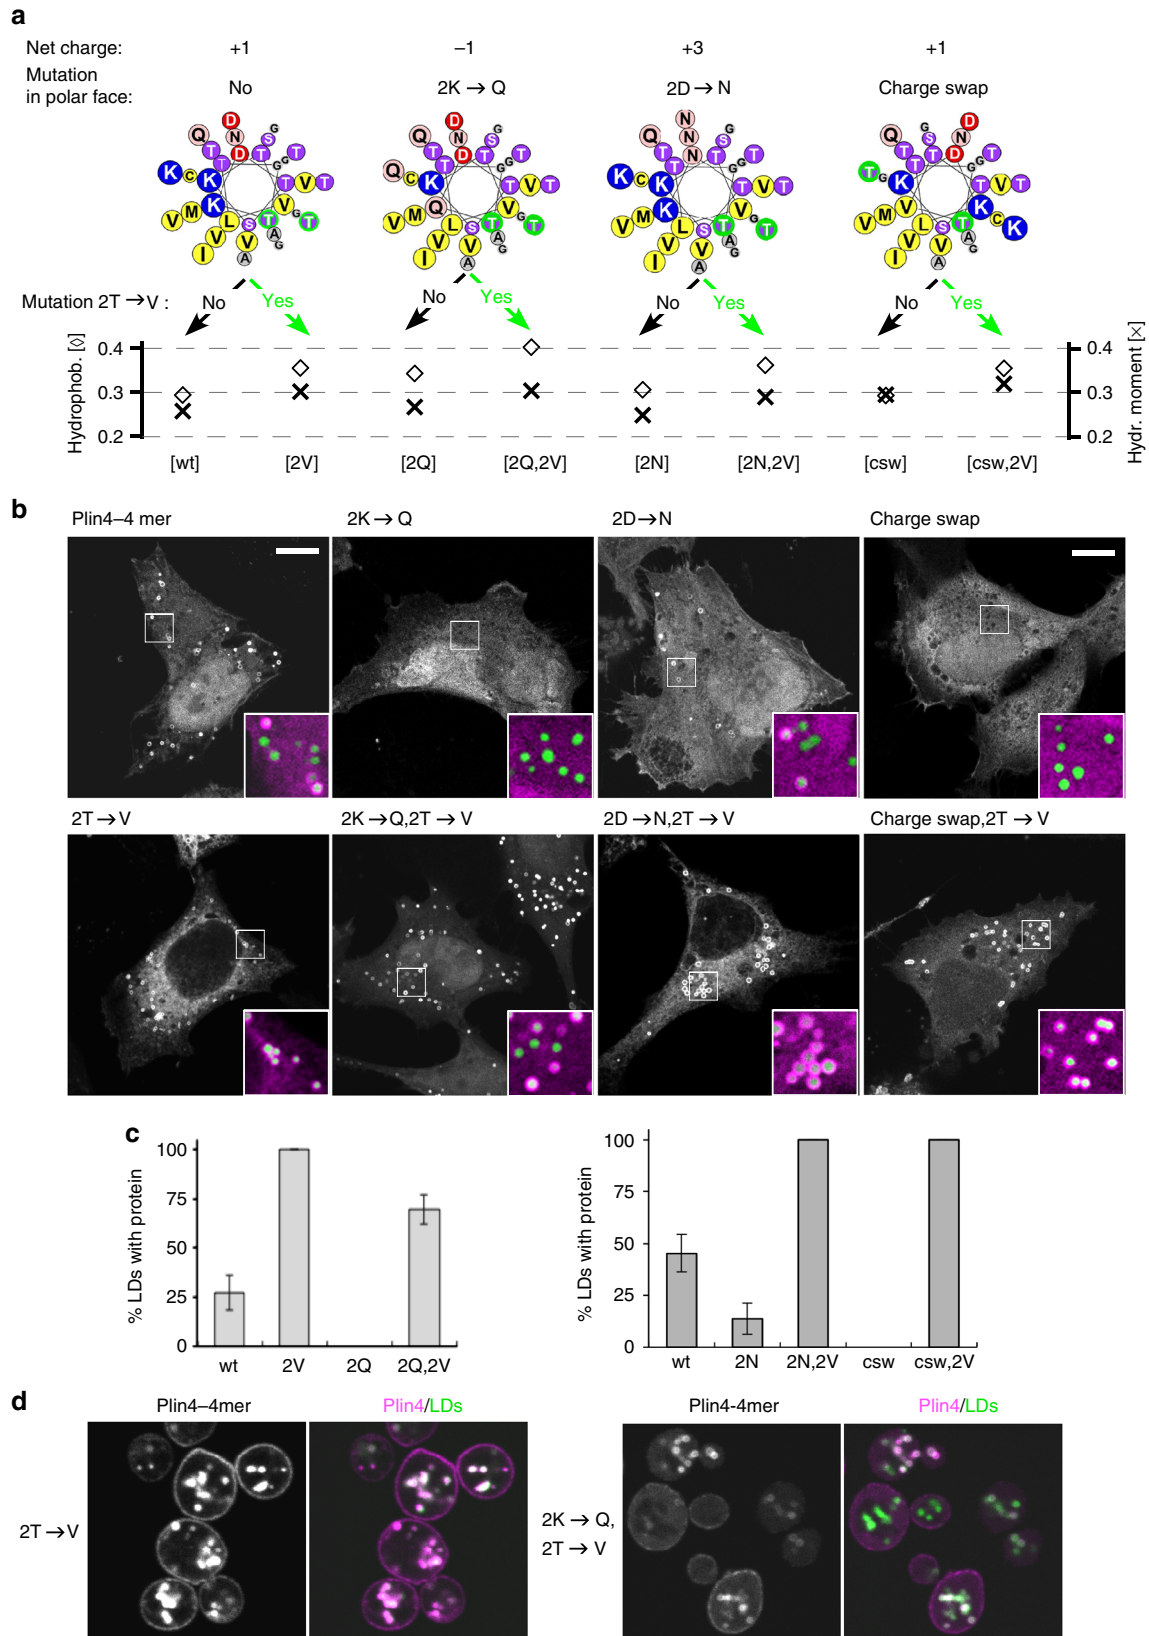 a
Net charge: +1 −1 +3 +1
Mutation in polar face: No 2K → Q 2D → N Charge swap
Q D N D T S G G G T T T
K C K K T V T
V M L V G T
I V V S T A G A
Q D N D T S G G G T T T
Q C K Q T V T
V M L V G T
I V V S T A G A
Q N N N T S G G G T T T
K C K K T V T
V M L V G T
I V V S T A G A
Q S G T T T D N D G G T
T G K T V T
V M V L K C K
I V V S T A G A
Mutation 2T → V : No Yes No Yes No Yes No Yes
Hydrophob. [◊]
0.4 0.4
0.3 0.3
0.2 0.2
Hydr. moment [×]
[wt] [2V] [2Q] [2Q,2V] [2N] [2N,2V] [csw] [csw,2V]
b
Plin4–4 mer 2K → Q 2D → N Charge swap
2T → V 2K → Q,2T → V 2D → N,2T → V Charge swap,2T → V
c
% LDs with protein
100
75
50
25
0
wt 2V 2Q 2Q,2V
% LDs with protein
100
75
50
25
0
wt 2N 2N,2V csw csw,2V
d
Plin4–4mer Plin4/LDs Plin4-4mer Plin4/LDs
2T → V
2K → Q,
2T → V